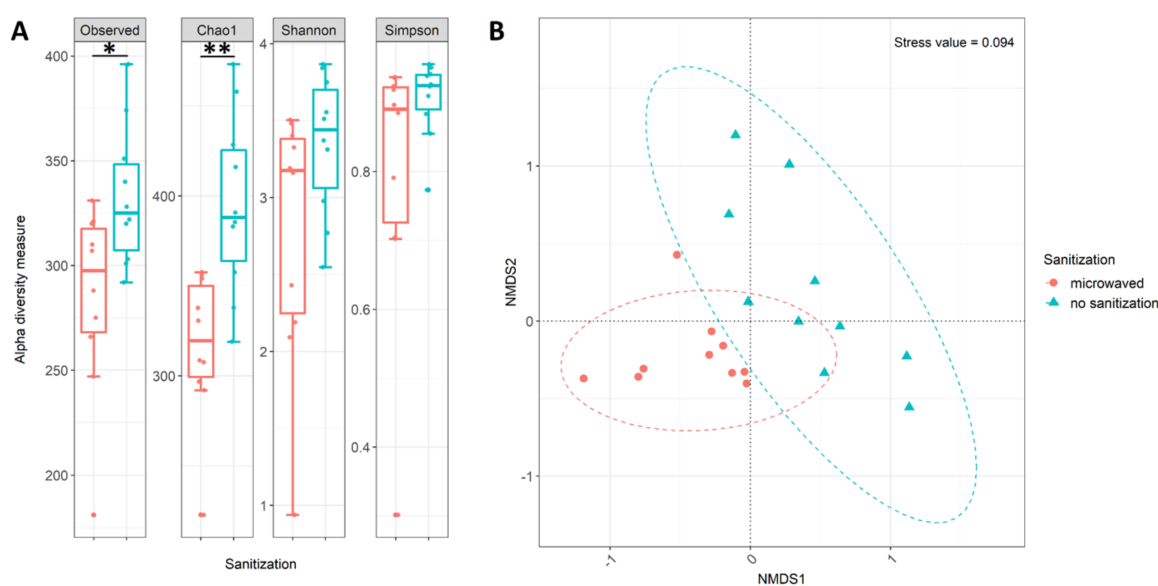 A
Observed
Chao1
Shannon
Simpson
*
**
400
350
300
250
200
400
300
4
3
2
1
0.8
0.6
0.4
Alpha diversity measure
Sanitization
B
Stress value = 0.094
1
0
-1
NMDS2
-1
0
1
NMDS1
Sanitization
microwaved
no sanitization